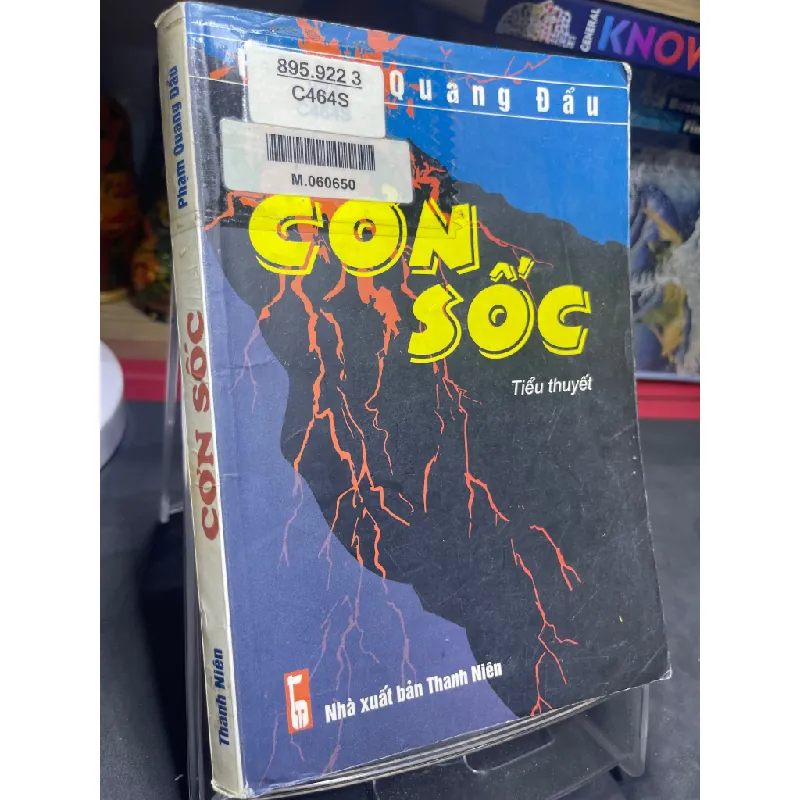 895.922 3
C464S
M.060650
Quang Đẩu
CƠN
SỐC
Tiểu thuyết
Nhà xuất bản Thanh Niên
Phạm Quang Đẩu
CƠN SỐC
Thanh Niên
GENERAL
KNOW